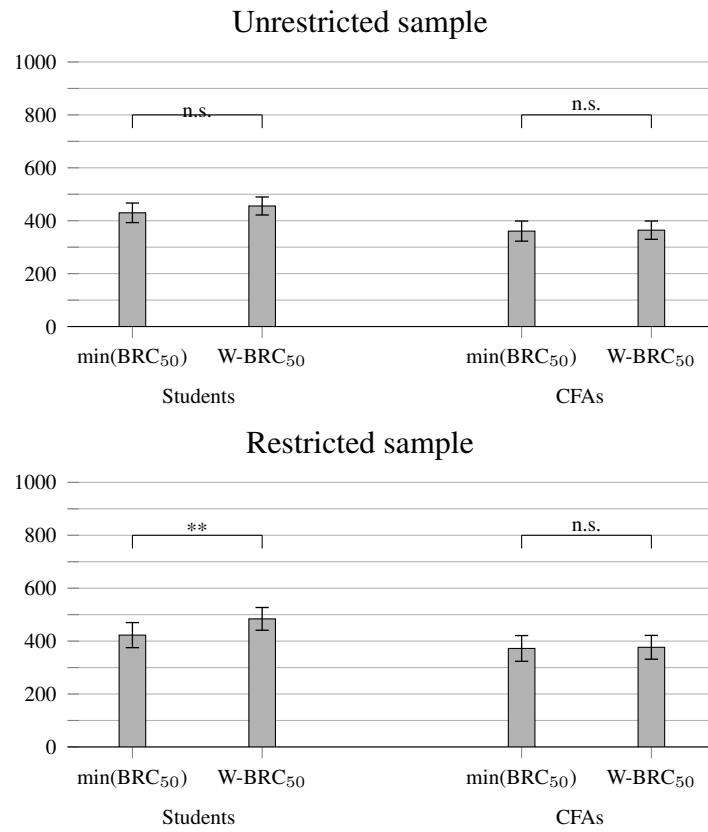 Unrestricted sample
1000
800
n.s. n.s.
600
400
200
0
min(BRC₅₀) W-BRC₅₀ min(BRC₅₀) W-BRC₅₀
Students CFAs
Restricted sample
1000
800
** n.s.
600
400
200
0
min(BRC₅₀) W-BRC₅₀ min(BRC₅₀) W-BRC₅₀
Students CFAs